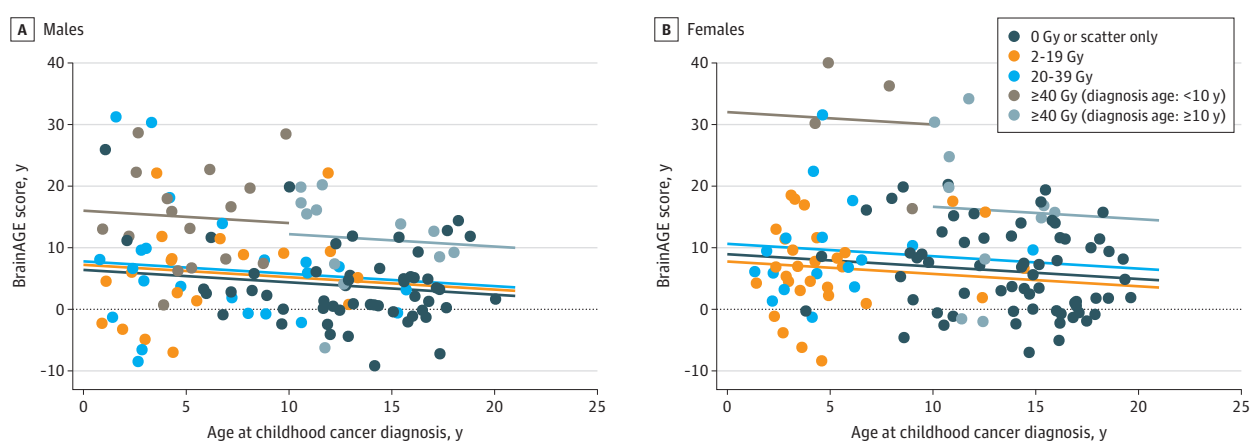 A Males
40
30
20
10
0
-10
BrainAGE score, y
0 5 10 15 20 25
Age at childhood cancer diagnosis, y
B Females
40
30
20
10
0
-10
BrainAGE score, y
0 5 10 15 20 25
Age at childhood cancer diagnosis, y
0 Gy or scatter only
2-19 Gy
20-39 Gy
≥40 Gy (diagnosis age: <10 y)
≥40 Gy (diagnosis age: ≥10 y)